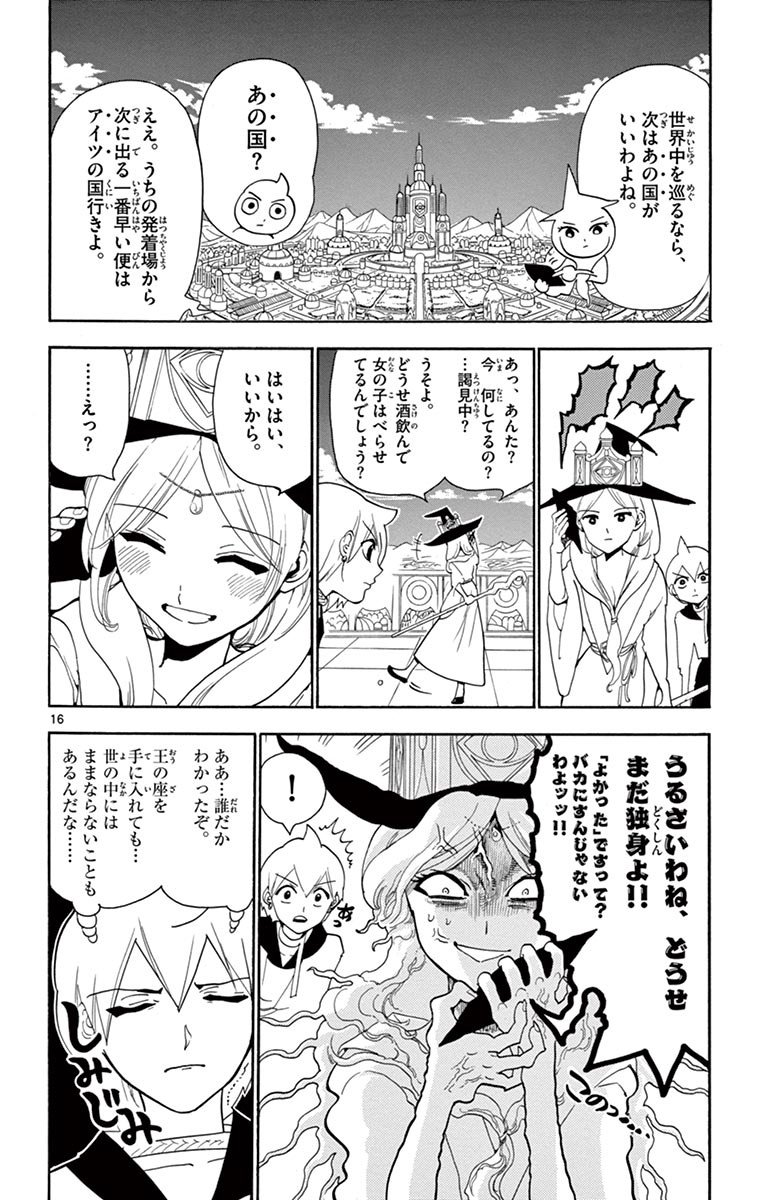 世界中を巡るなら、
次はあの国が
いいわよね。
あの国？
ええ。うちの発着場から
次に出る一番早い便は
アイツの国行きよ。
あっ、あんた？
今　何してるの？
…謁見中？
うそよ。
どうせ酒飲んで
女の子はべらせ
てるんでしょう？
はいはい、
いいから。
……えっ？
16
うるさいわね、どうせ
まだ独身よ!!
「よかった」ですって？
バカにすんじゃない
わよッッ!!
このっ…
！
あっ
ああ…誰だか
わかったぞ。
王の座を
手に入れても…
世の中には
ままならないことも
あるんだな……
しみじみ